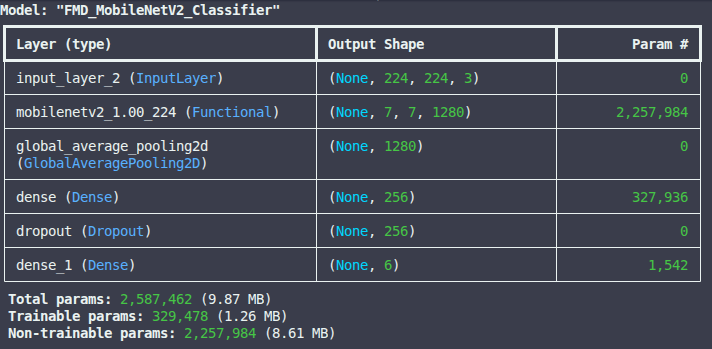 Model: "FMD_MobileNetV2_Classifier"
Layer (type) Output Shape Param #
input_layer_2 (InputLayer) (None, 224, 224, 3) 0
mobilenetv2_1.00_224 (Functional) (None, 7, 7, 1280) 2,257,984
global_average_pooling2d (None, 1280) 0
(GlobalAveragePooling2D)
dense (Dense) (None, 256) 327,936
dropout (Dropout) (None, 256) 0
dense_1 (Dense) (None, 6) 1,542
Total params: 2,587,462 (9.87 MB)
Trainable params: 329,478 (1.26 MB)
Non-trainable params: 2,257,984 (8.61 MB)